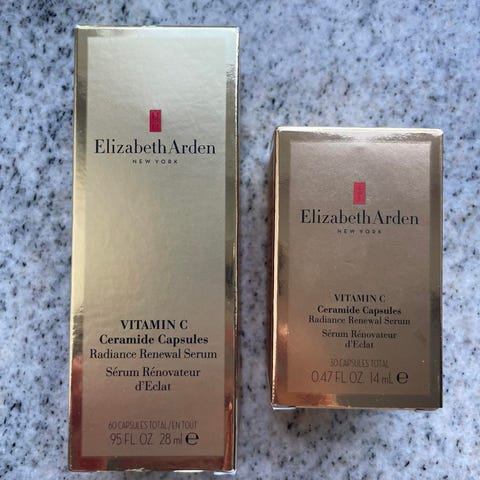 Elizabeth Arden
NEW YORK
VITAMIN C
Ceramide Capsules
Radiance Renewal Serum
Sérum Rénovateur
d'Eclat
60 CAPSULES TOTAL/EN TOUT
.95 FL. OZ. 28 ml ℮
Elizabeth Arden
NEW YORK
VITAMIN C
Ceramide Capsules
Radiance Renewal Serum
Sérum Rénovateur
d'Eclat
30 CAPSULES TOTAL
0.47 FL. OZ. 14 mL ℮